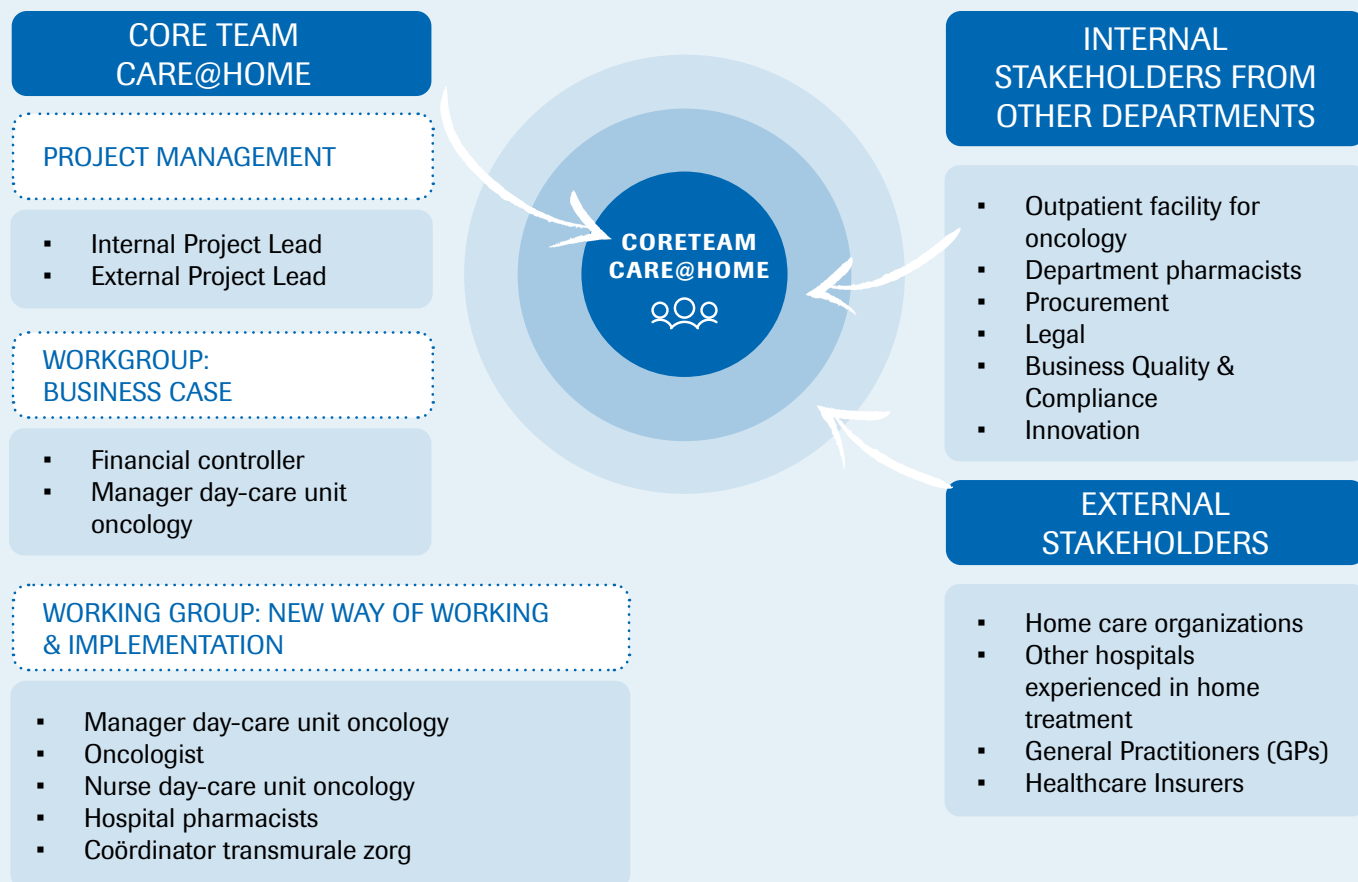 CORE TEAM
CARE@HOME
PROJECT MANAGEMENT
▪ Internal Project Lead
▪ External Project Lead
WORKGROUP:
BUSINESS CASE
▪ Financial controller
▪ Manager day-care unit
oncology
WORKING GROUP: NEW WAY OF WORKING
& IMPLEMENTATION
▪ Manager day-care unit oncology
▪ Oncologist
▪ Nurse day-care unit oncology
▪ Hospital pharmacists
▪ Coördinator transmurale zorg
CORETEAM
CARE@HOME
INTERNAL
STAKEHOLDERS FROM
OTHER DEPARTMENTS
▪ Outpatient facility for
oncology
▪ Department pharmacists
▪ Procurement
▪ Legal
▪ Business Quality &
Compliance
▪ Innovation
EXTERNAL
STAKEHOLDERS
▪ Home care organizations
▪ Other hospitals
experienced in home
treatment
▪ General Practitioners (GPs)
▪ Healthcare Insurers